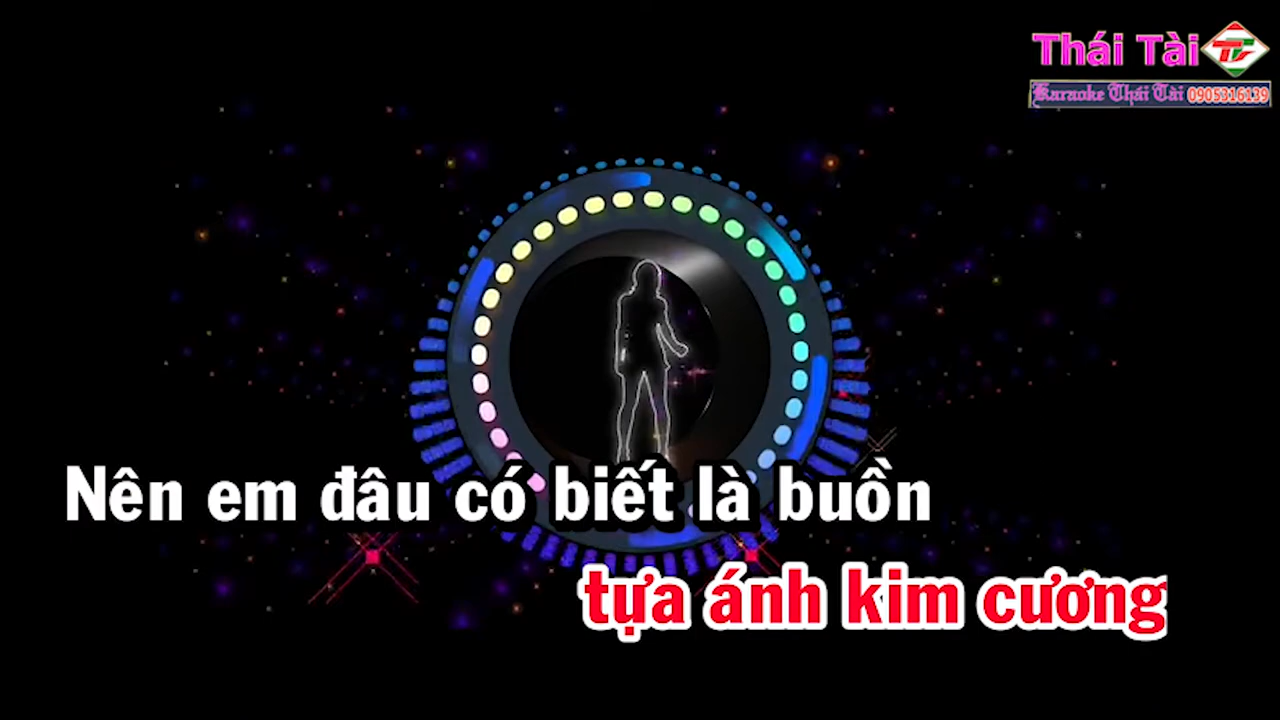 Thái Tài
Karaoke Thái Tài 0905316139
Nên em đâu có biết là buồn
tựa ánh kim cương